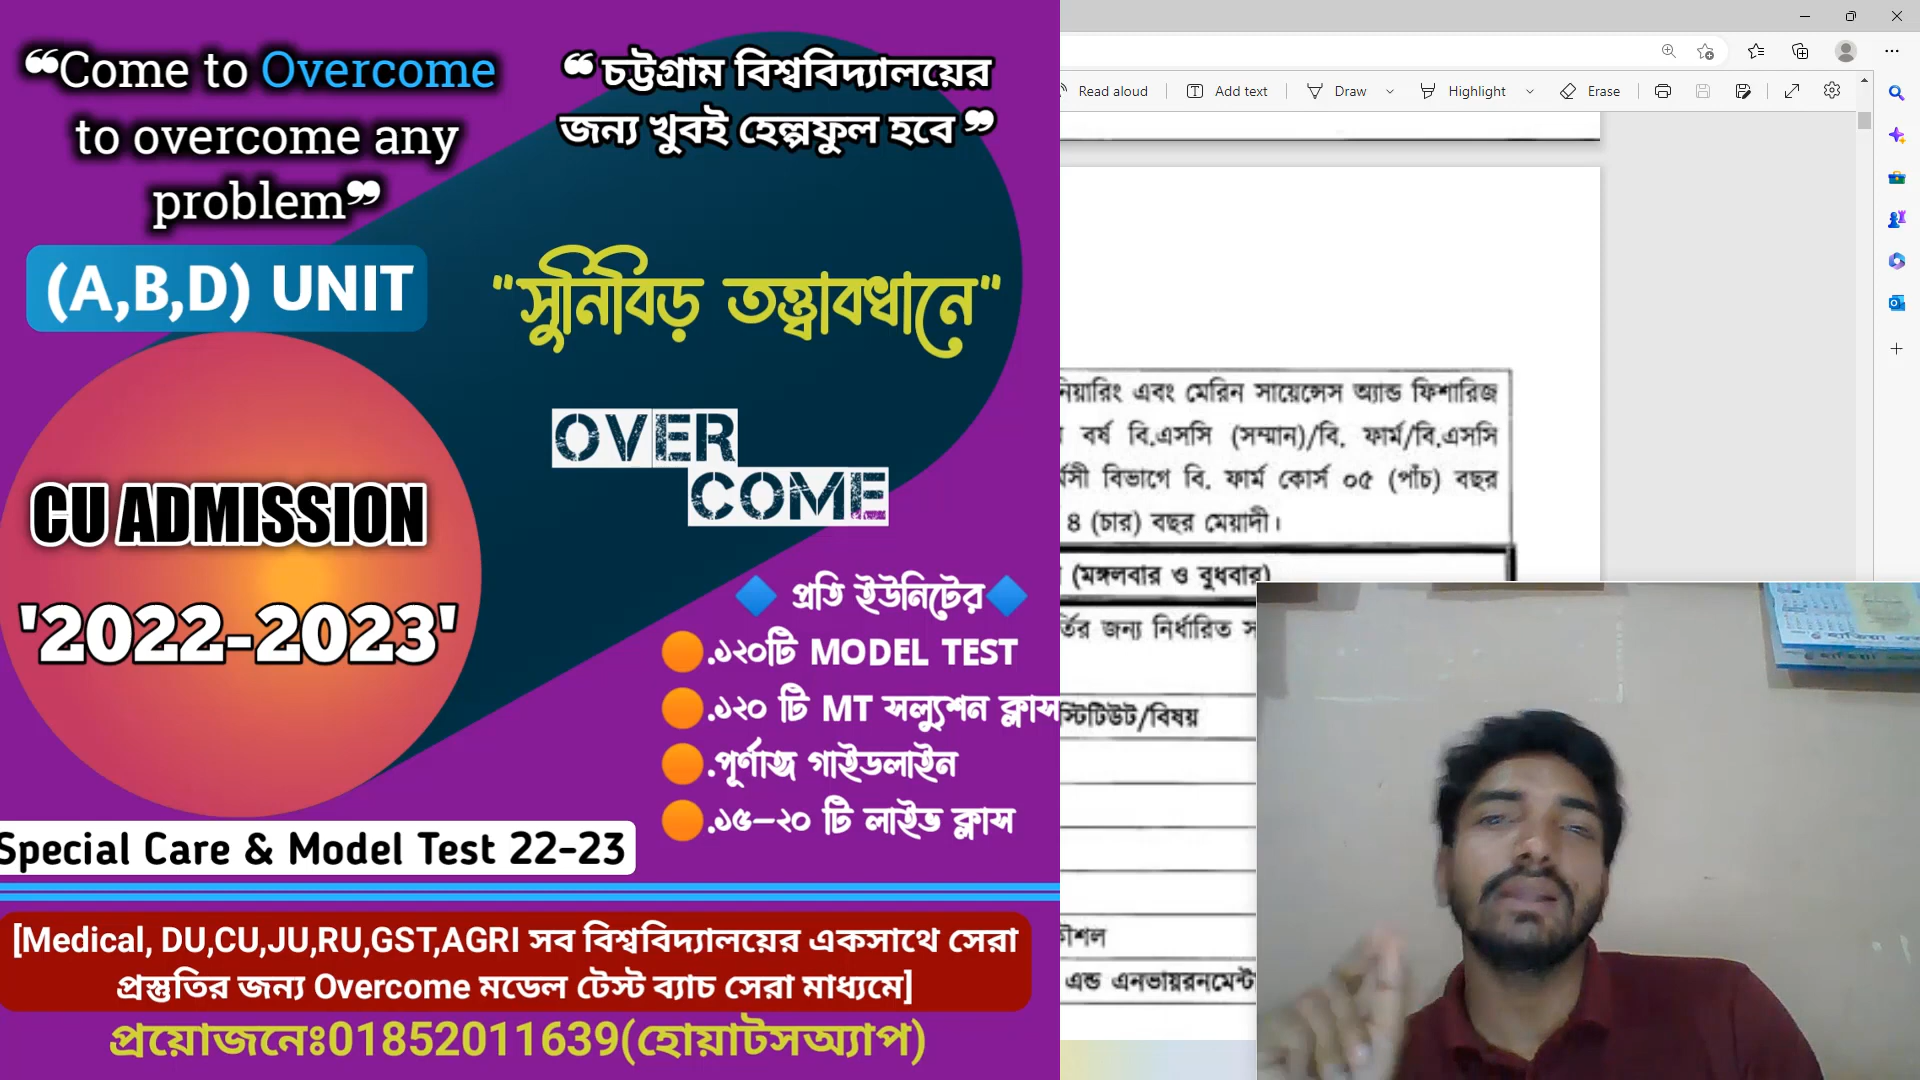 ❝Come to Overcome
to overcome any
problem❞
❝ চট্টগ্রাম বিশ্ববিদ্যালয়ের
জন্য খুবই হেল্পফুল হবে ❞
(A,B,D) UNIT
"সুনিবিড় তত্ত্বাবধানে"
OVER
COME
CU ADMISSION
'2022-2023'
🔷 প্রতি ইউনিটের🔷
🟠.১২০টি MODEL TEST
🟠.১২০ টি MT সল্যুশন ক্লাস
🟠.পূর্ণাঙ্গ গাইডলাইন
🟠.১৫–২০ টি লাইভ ক্লাস
Special Care & Model Test 22-23
[Medical, DU,CU,JU,RU,GST,AGRI সব বিশ্ববিদ্যালয়ের একসাথে সেরা
প্রস্তুতির জন্য Overcome মডেল টেস্ট ব্যাচ সেরা মাধ্যমে]
প্রয়োজনেঃ01852011639(হোয়াটসঅ্যাপ)
Read aloud
Add text
Draw
Highlight
Erase
এবং মেরিন সায়েন্সেস অ্যান্ড ফিশারিজ
বর্ষ বি.এসসি (সম্মান)/বি. ফার্ম/বি.এসসি
বিভাগে বি. ফার্ম কোর্স ০৫ (পাঁচ) বছর
৪ (চার) বছর মেয়াদী।
(মঙ্গলবার ও বুধবার)
জন্য নির্ধারিত
/বিষয়
এন্ড